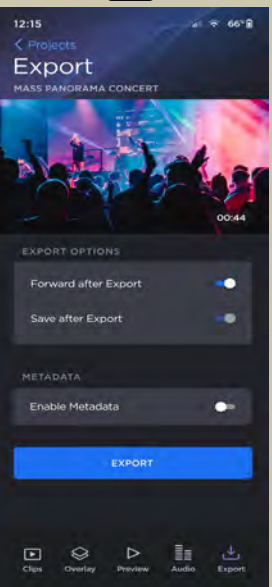 12:15
66°
< Projects
Export
MASS PANORAMA CONCERT
00:44
EXPORT OPTIONS
Forward after Export
Save after Export
METADATA
Enable Metadata
EXPORT
Clips Overlay Preview Audio Export